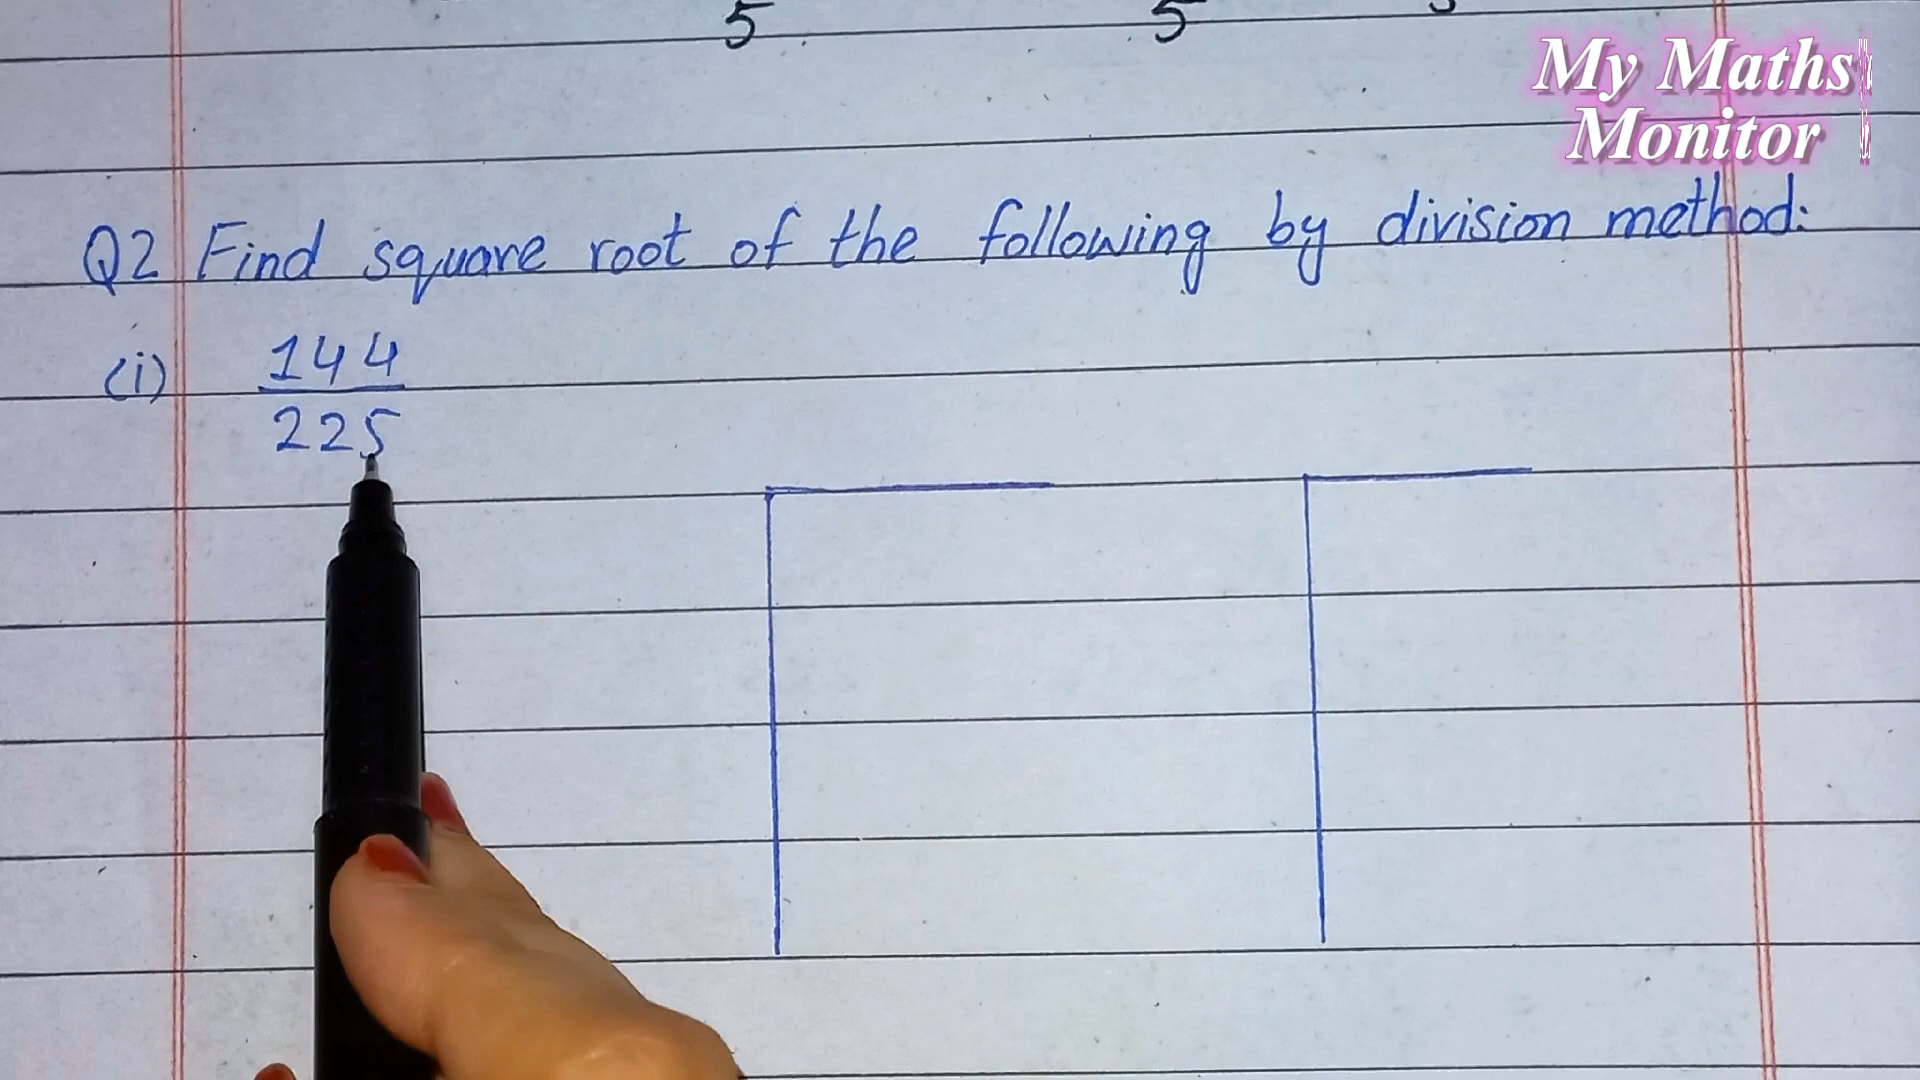 5 5
My Maths
Monitor
Q2 Find square root of the following by division method:
(i) 144
225